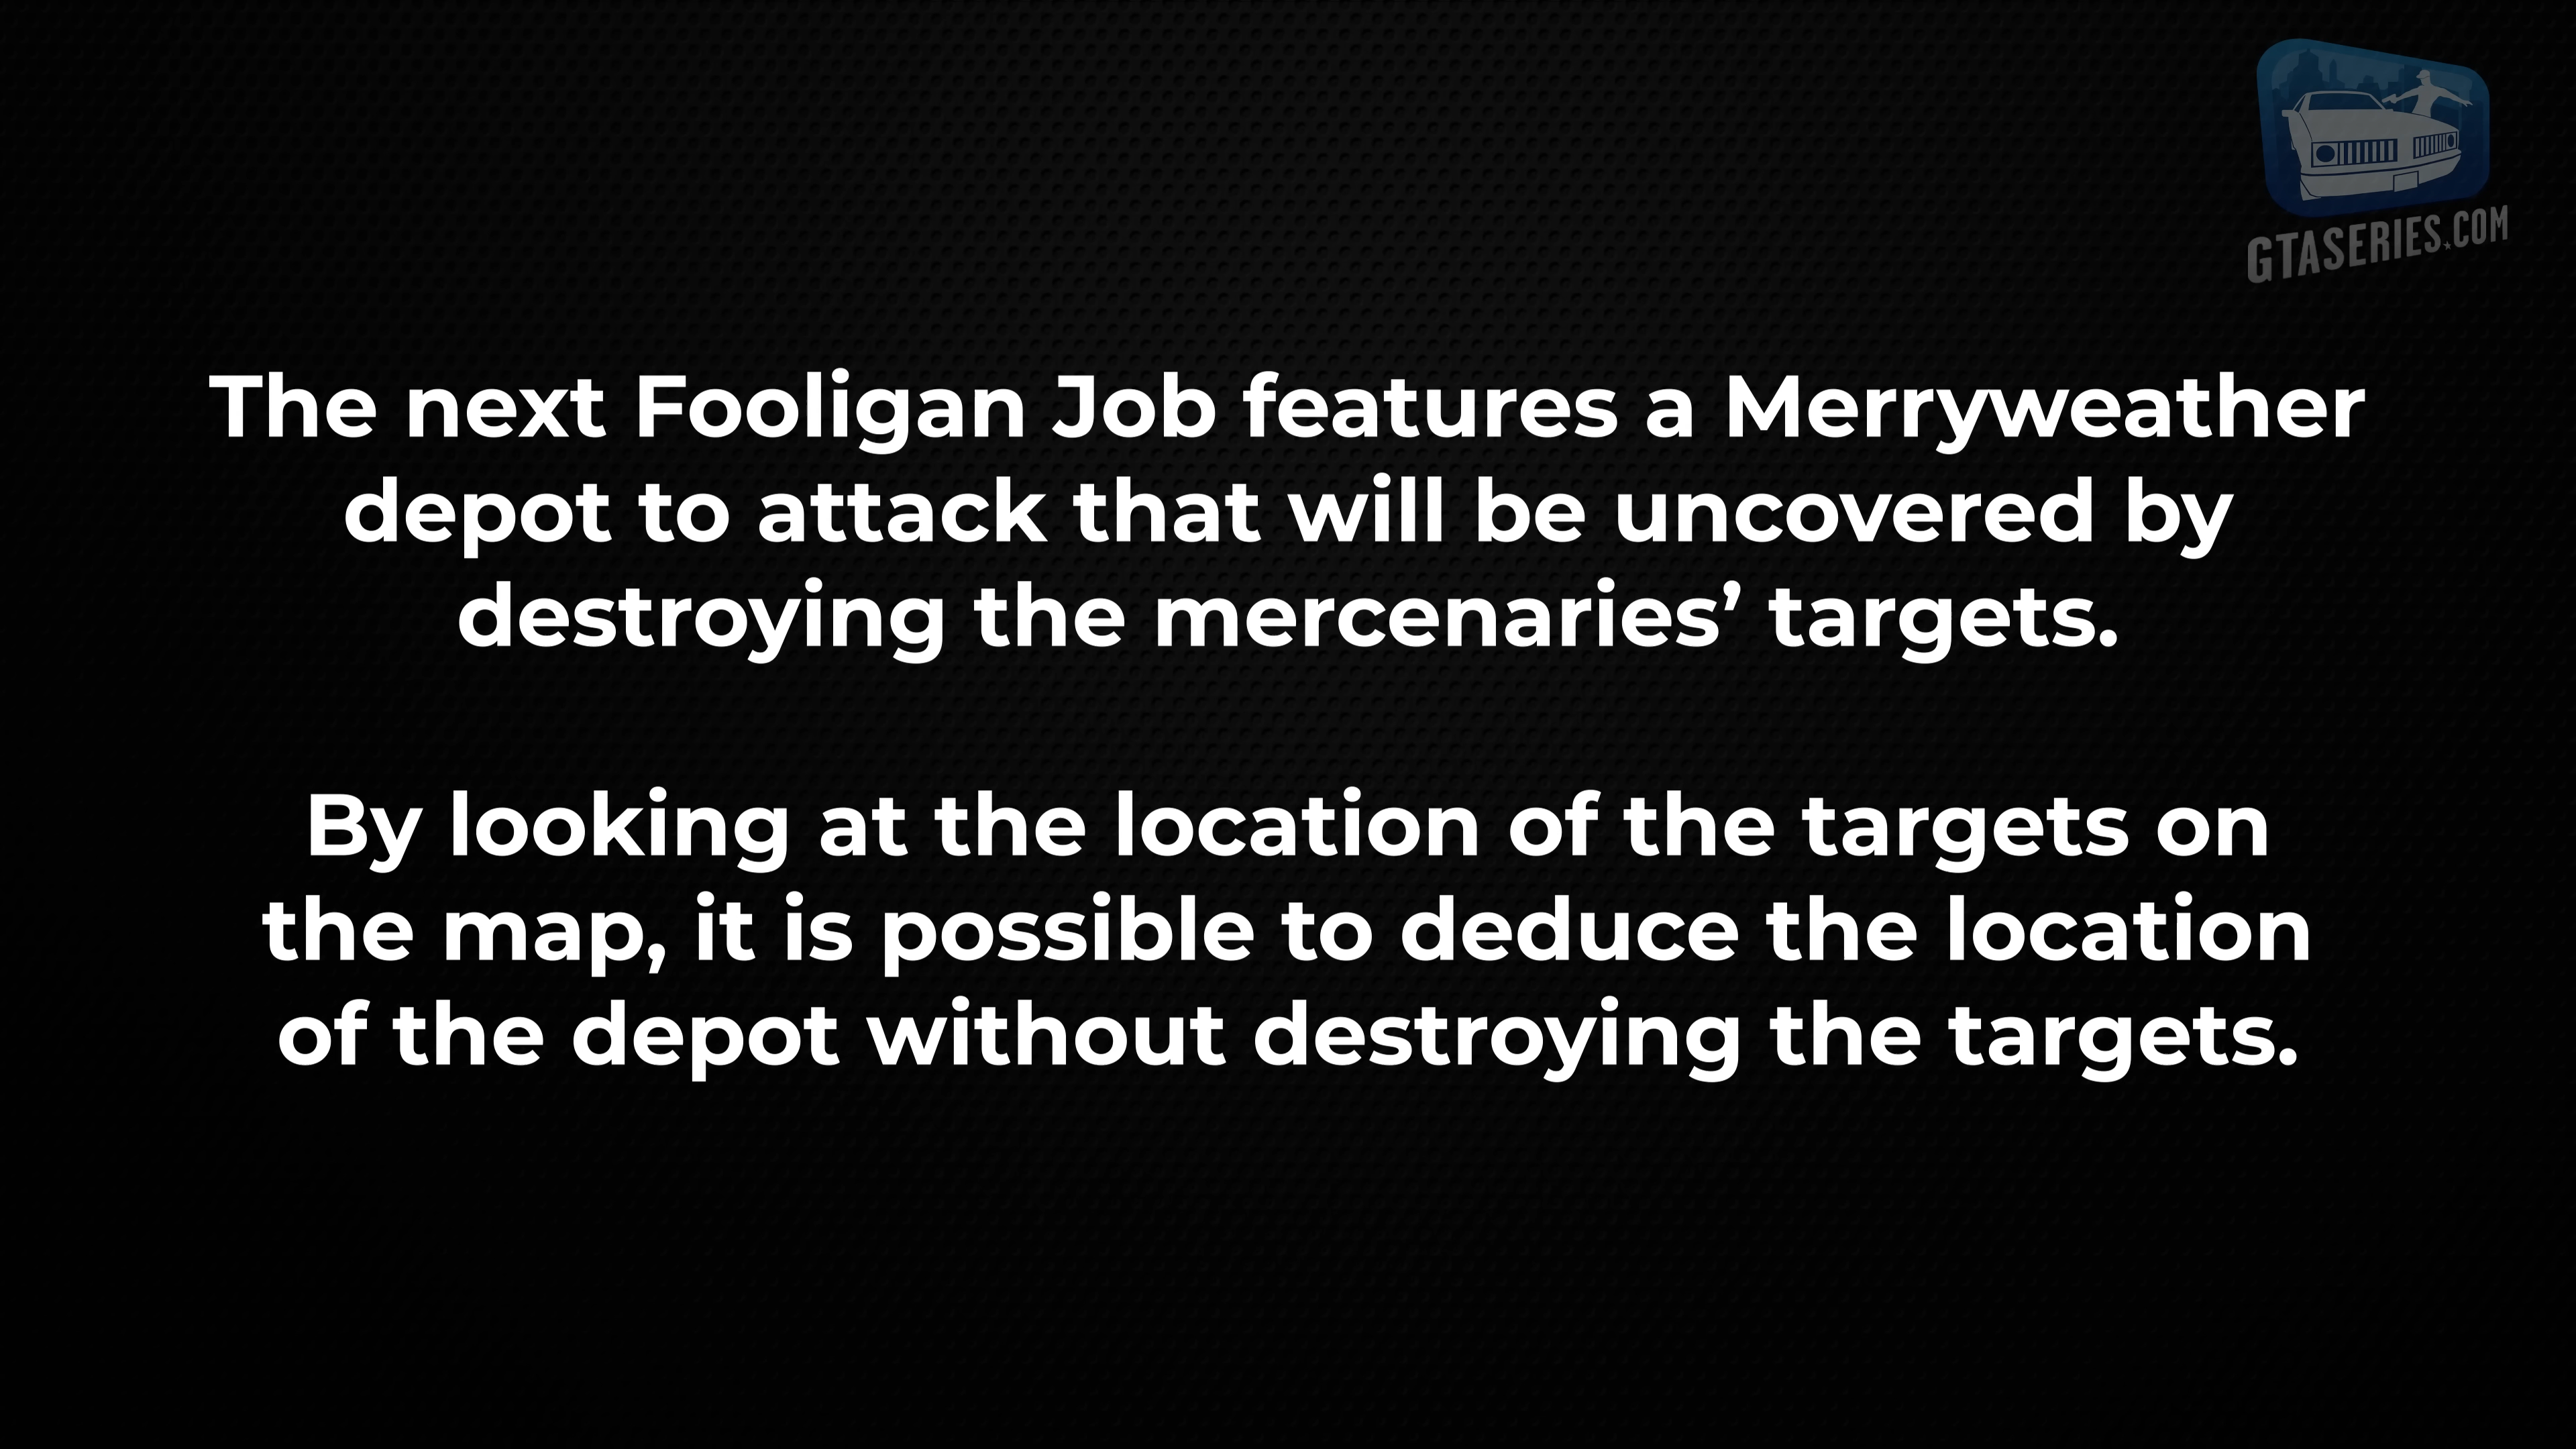 GTASERIES.COM
The next Fooligan Job features a Merryweather
depot to attack that will be uncovered by
destroying the mercenaries’ targets.
By looking at the location of the targets on
the map, it is possible to deduce the location
of the depot without destroying the targets.